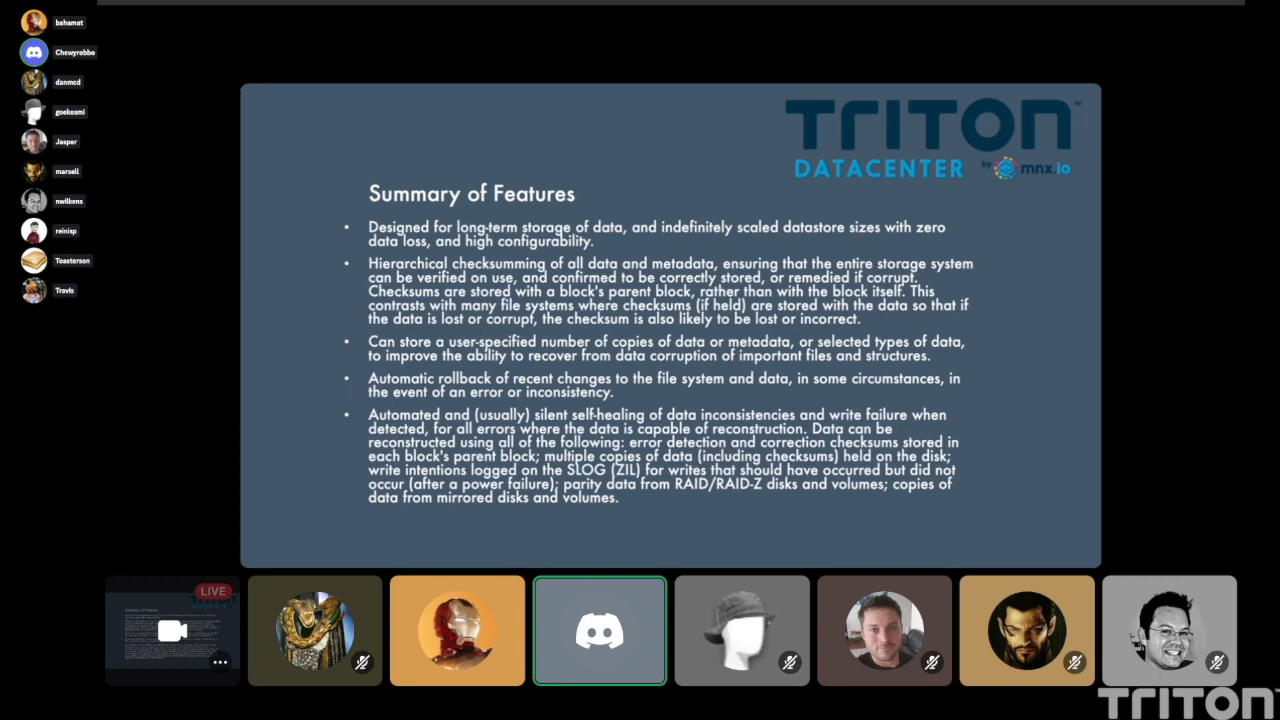 bahamat
Chewyrobbo
danmcd
goekesmi
Jasper
marsell
nwilkens
reinisp
Toasterson
Travis
TRITON™
DATACENTER by mnx.io
Summary of Features
• Designed for long-term storage of data, and indefinitely scaled datastore sizes with zero
data loss, and high configurability.
• Hierarchical checksumming of all data and metadata, ensuring that the entire storage system
can be verified on use, and confirmed to be correctly stored, or remedied if corrupt.
Checksums are stored with a block's parent block, rather than with the block itself. This
contrasts with many file systems where checksums (if held) are stored with the data so that if
the data is lost or corrupt, the checksum is also likely to be lost or incorrect.
• Can store a user-specified number of copies of data or metadata, or selected types of data,
to improve the ability to recover from data corruption of important files and structures.
• Automatic rollback of recent changes to the file system and data, in some circumstances, in
the event of an error or inconsistency.
• Automated and (usually) silent self-healing of data inconsistencies and write failure when
detected, for all errors where the data is capable of reconstruction. Data can be
reconstructed using all of the following: error detection and correction checksums stored in
each block's parent block; multiple copies of data (including checksums) held on the disk;
write intentions logged on the SLOG (ZIL) for writes that should have occurred but did not
occur (after a power failure); parity data from RAID/RAID-Z disks and volumes; copies of
data from mirrored disks and volumes.
LIVE
Summary of Features
TRITON